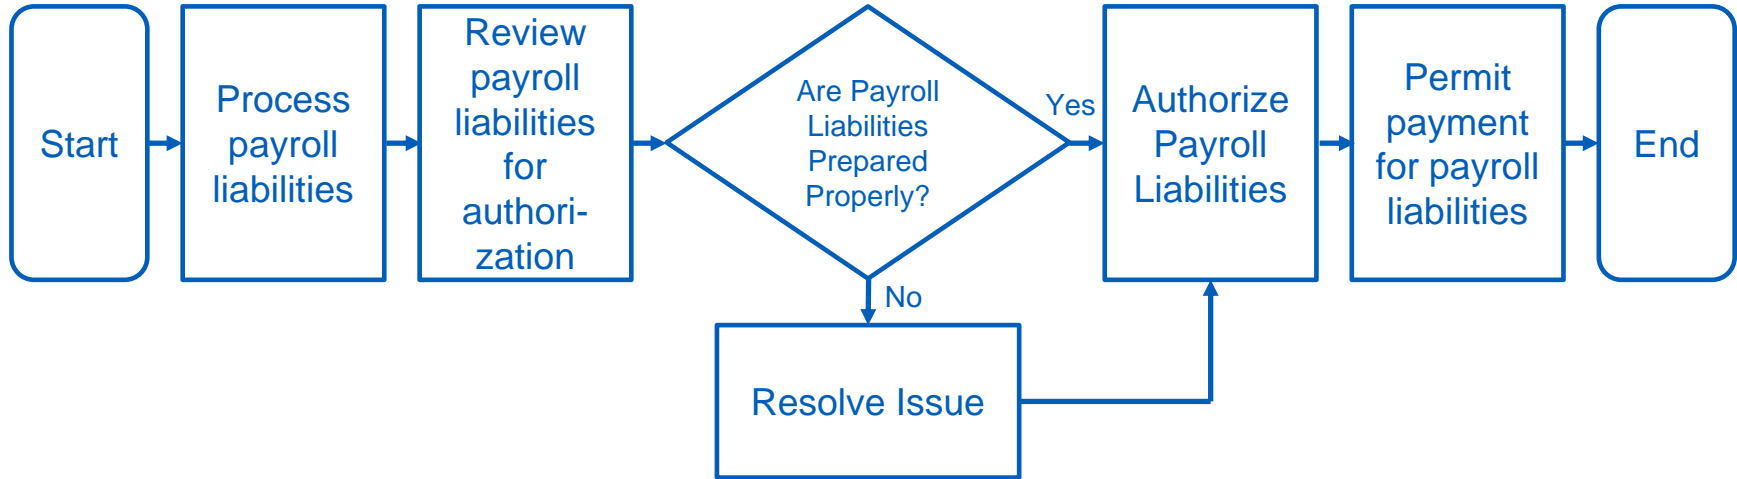 Start
Process
payroll
liabilities
Review
payroll
liabilities
for
authori-
zation
Are Payroll
Liabilities
Prepared
Properly?
Yes
No
Resolve Issue
Authorize
Payroll
Liabilities
Permit
payment
for payroll
liabilities
End